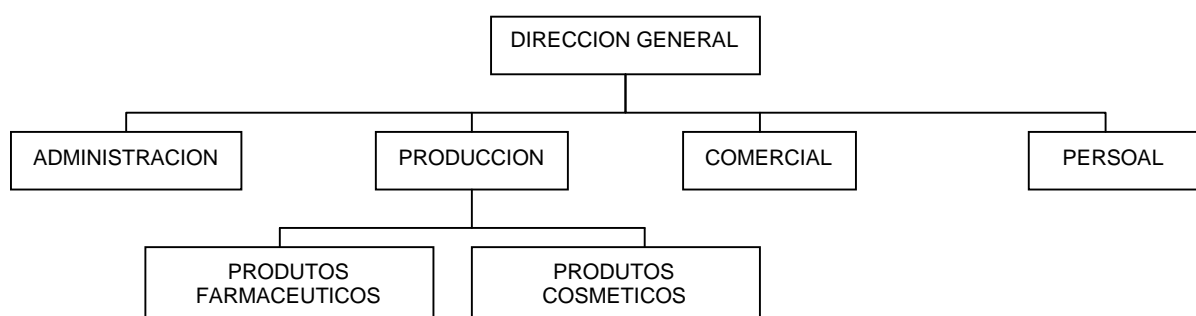 DIRECCION GENERAL
ADMINISTRACION
PRODUCCION
COMERCIAL
PERSOAL
PRODUTOS
FARMACEUTICOS
PRODUTOS
COSMETICOS